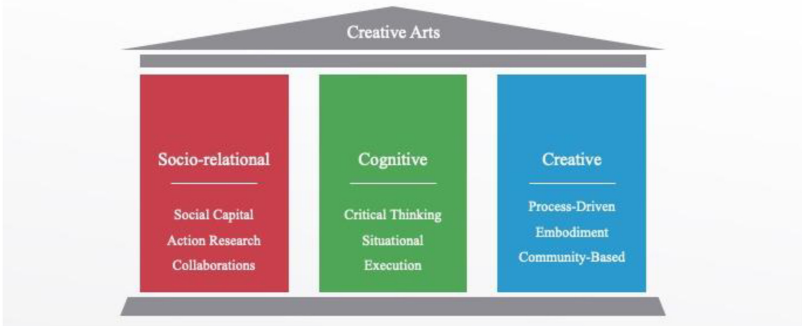 Creative Arts
Socio-relational
Social Capital
Action Research
Collaborations
Cognitive
Critical Thinking
Situational
Execution
Creative
Process-Driven
Embodiment
Community-Based